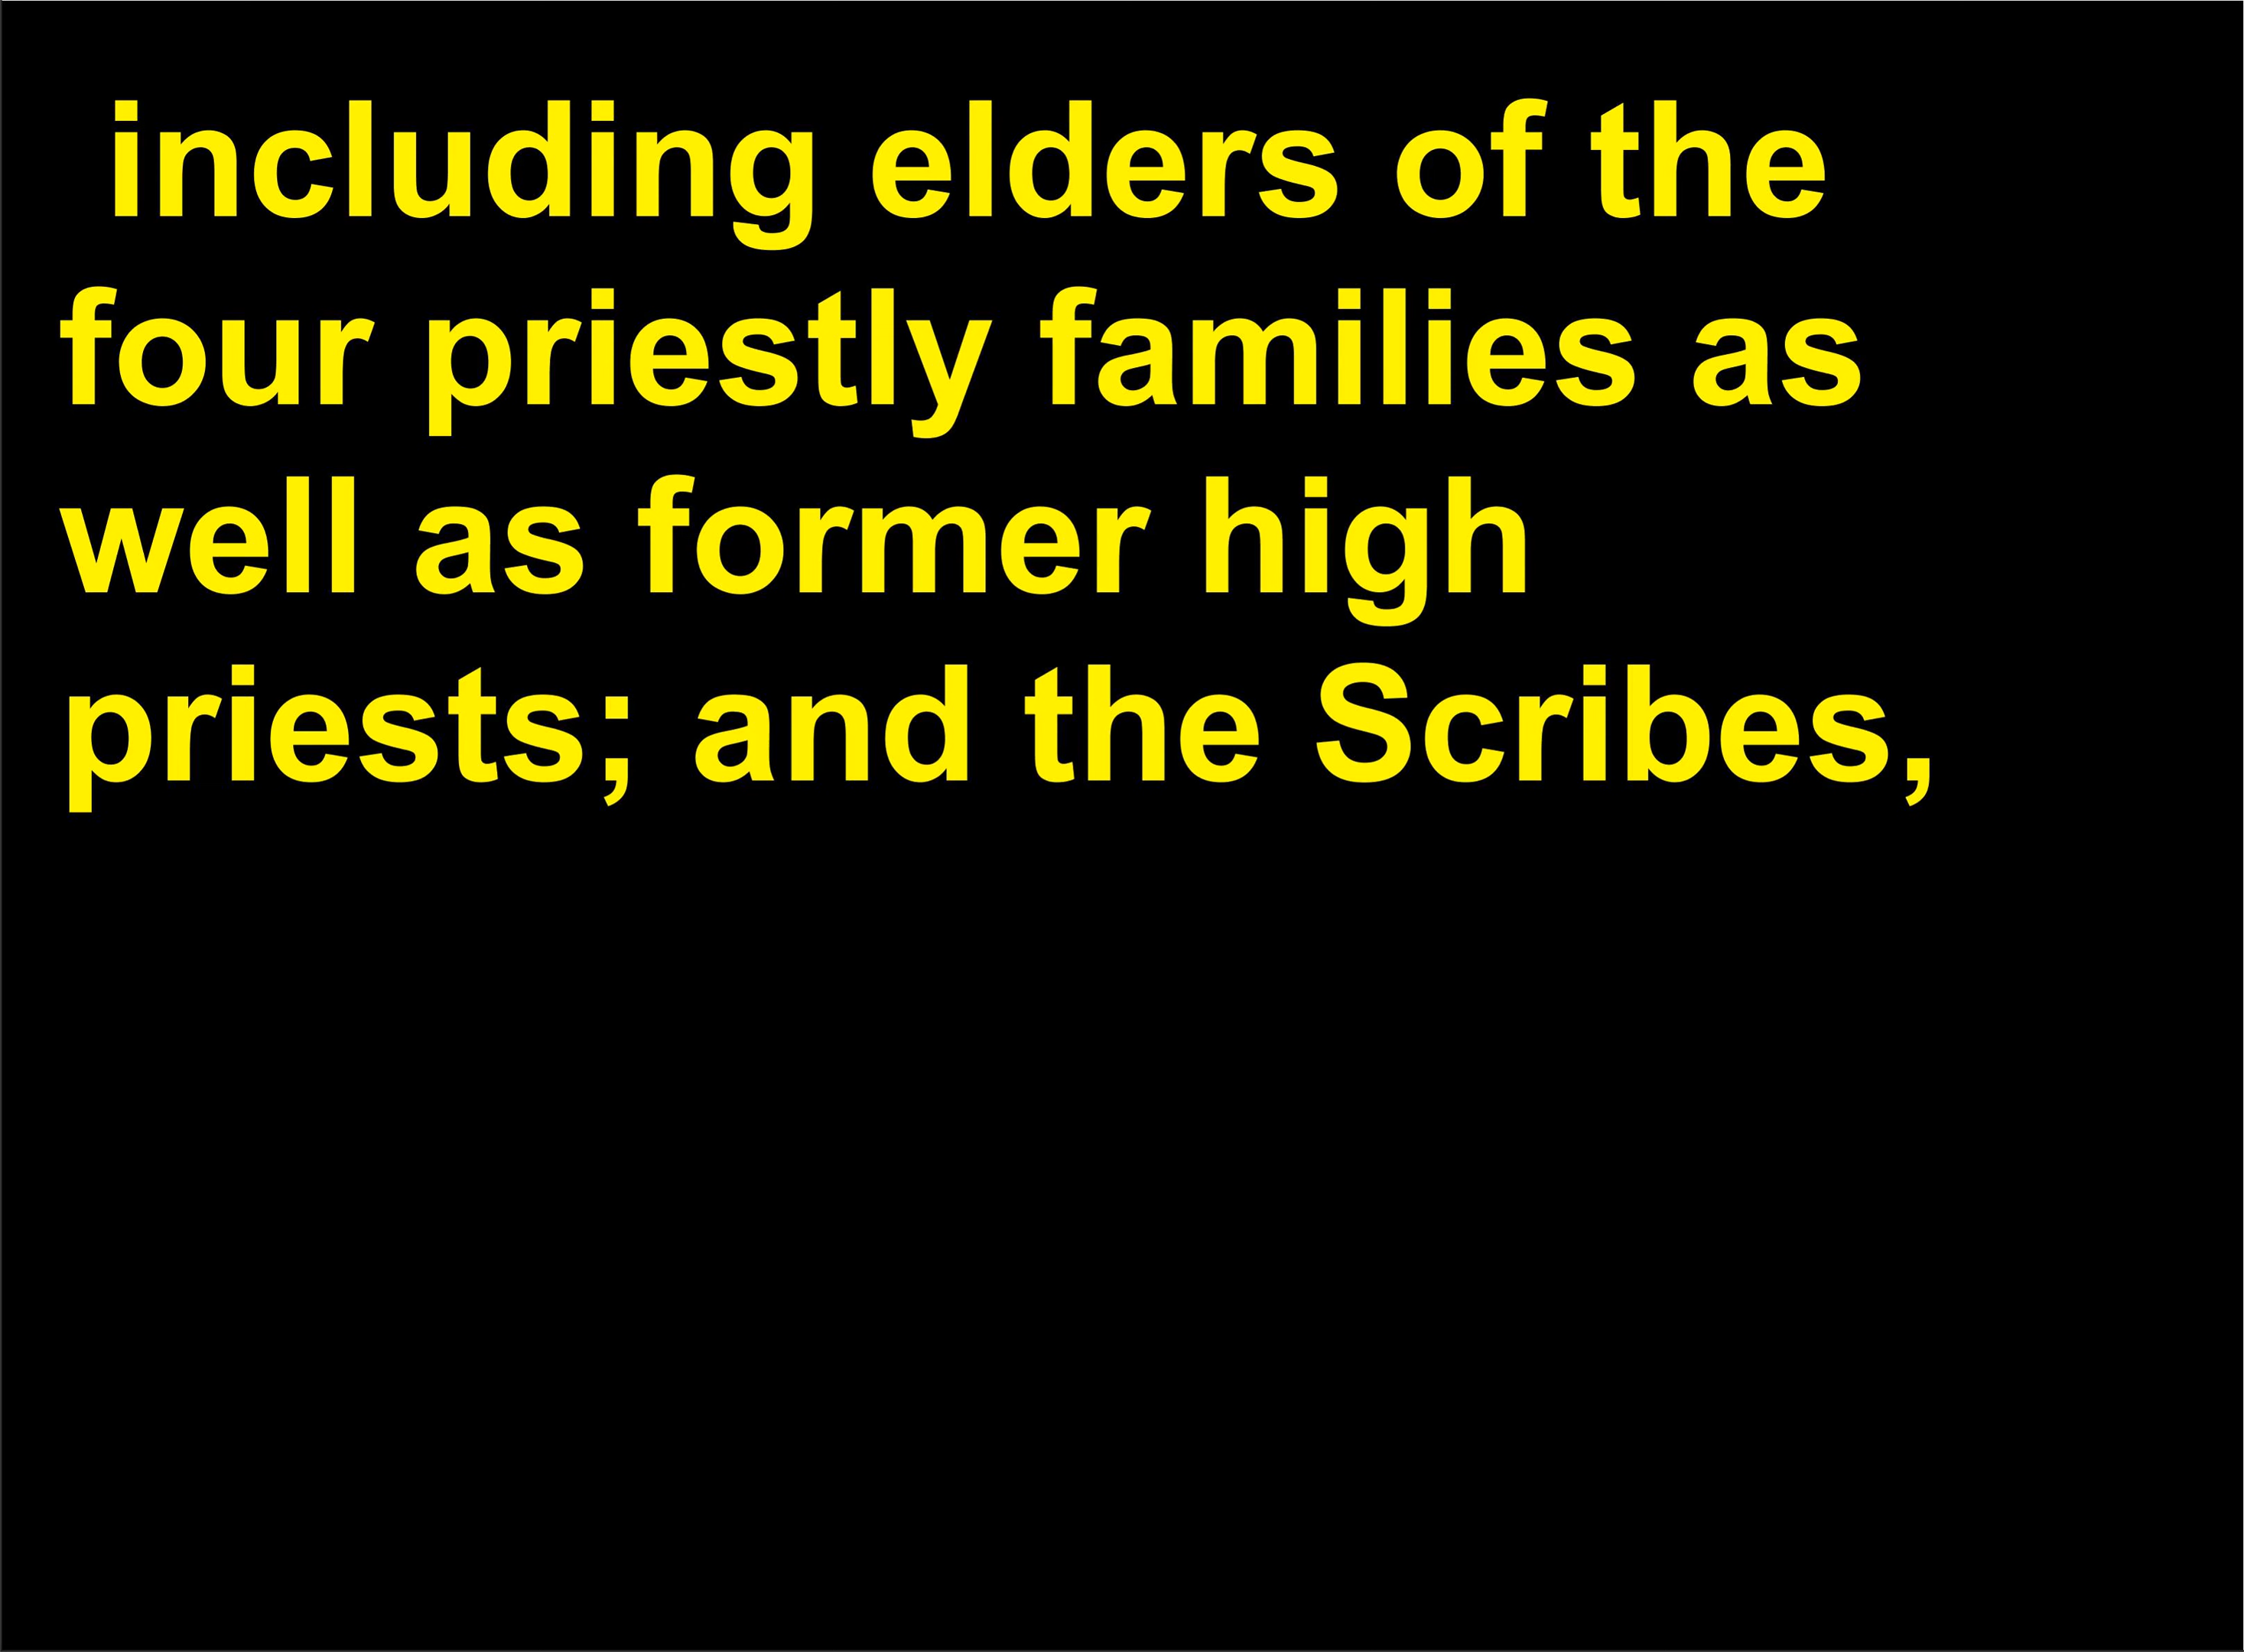 including elders of the
four priestly families as
well as former high
priests; and the Scribes,